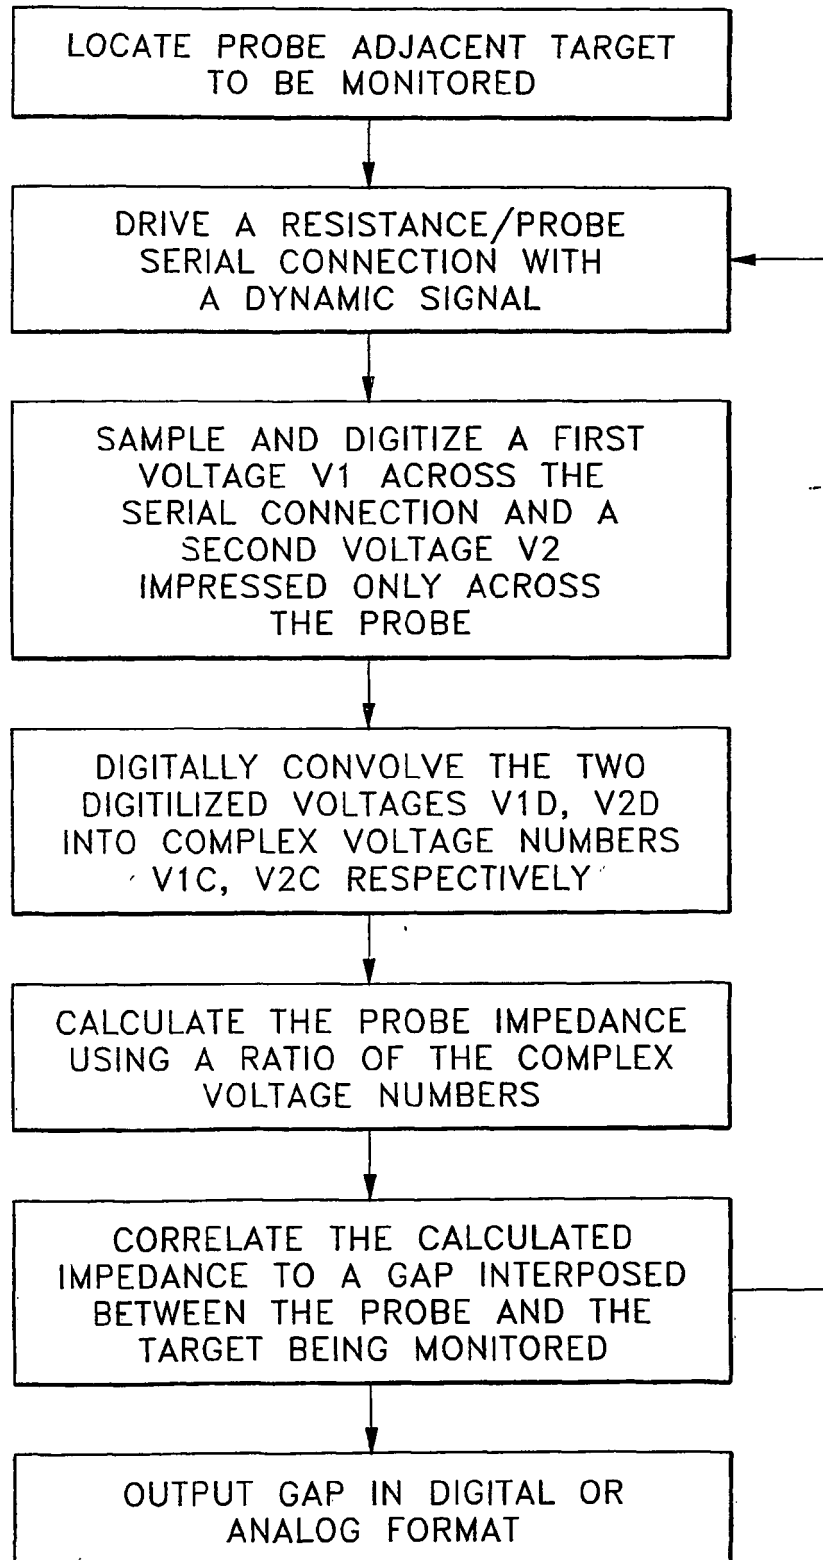 LOCATE PROBE ADJACENT TARGET
TO BE MONITORED
DRIVE A RESISTANCE/PROBE
SERIAL CONNECTION WITH
A DYNAMIC SIGNAL
SAMPLE AND DIGITIZE A FIRST
VOLTAGE V1 ACROSS THE
SERIAL CONNECTION AND A
SECOND VOLTAGE V2
IMPRESSED ONLY ACROSS
THE PROBE
DIGITALLY CONVOLVE THE TWO
DIGITILIZED VOLTAGES V1D, V2D
INTO COMPLEX VOLTAGE NUMBERS
V1C, V2C RESPECTIVELY
CALCULATE THE PROBE IMPEDANCE
USING A RATIO OF THE COMPLEX
VOLTAGE NUMBERS
CORRELATE THE CALCULATED
IMPEDANCE TO A GAP INTERPOSED
BETWEEN THE PROBE AND THE
TARGET BEING MONITORED
OUTPUT GAP IN DIGITAL OR
ANALOG FORMAT